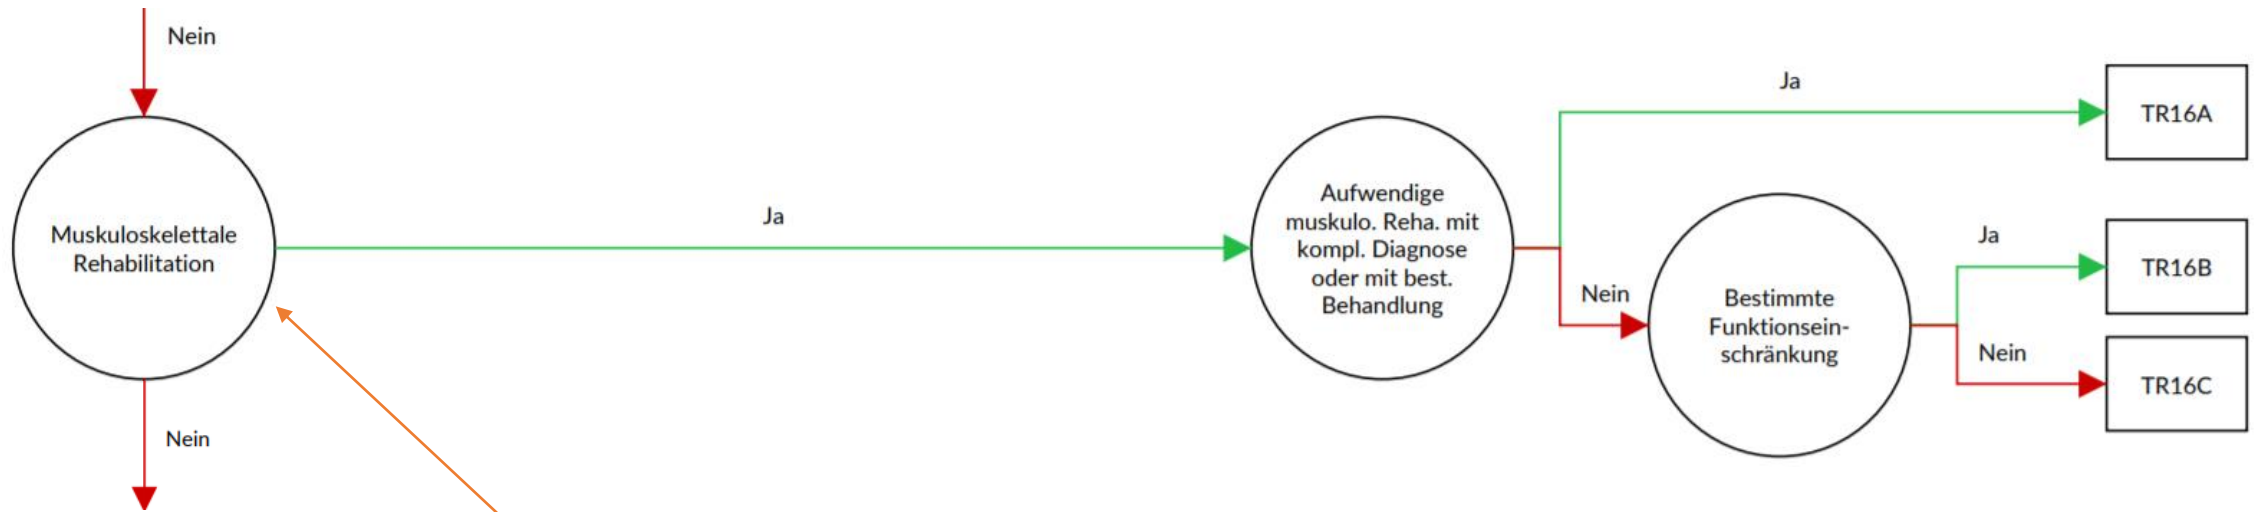 Nein
Muskuloskelettale
Rehabilitation
Nein
Ja
Aufwendige
muskulo. Reha. mit
kompl. Diagnose
oder mit best.
Behandlung
Ja
Nein
Bestimmte
Funktionsein-
schränkung
Ja
Nein
TR16A
TR16B
TR16C